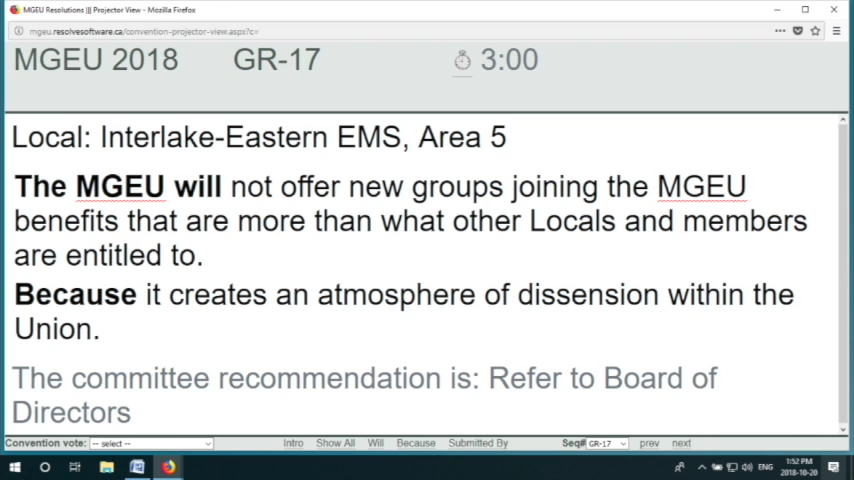 MGEU Resolutions ||| Projector View - Mozilla Firefox
mgeu.resolvesoftware.ca/convention-projector-view.aspx?c=
MGEU 2018 GR-17 3:00
Local: Interlake-Eastern EMS, Area 5
The MGEU will not offer new groups joining the MGEU
benefits that are more than what other Locals and members
are entitled to.
Because it creates an atmosphere of dissension within the
Union.
The committee recommendation is: Refer to Board of
Directors
Convention vote: -- select -- Intro Show All Will Because Submitted By Seq# GR-17 prev next
ENG 1:52 PM
2018-10-20